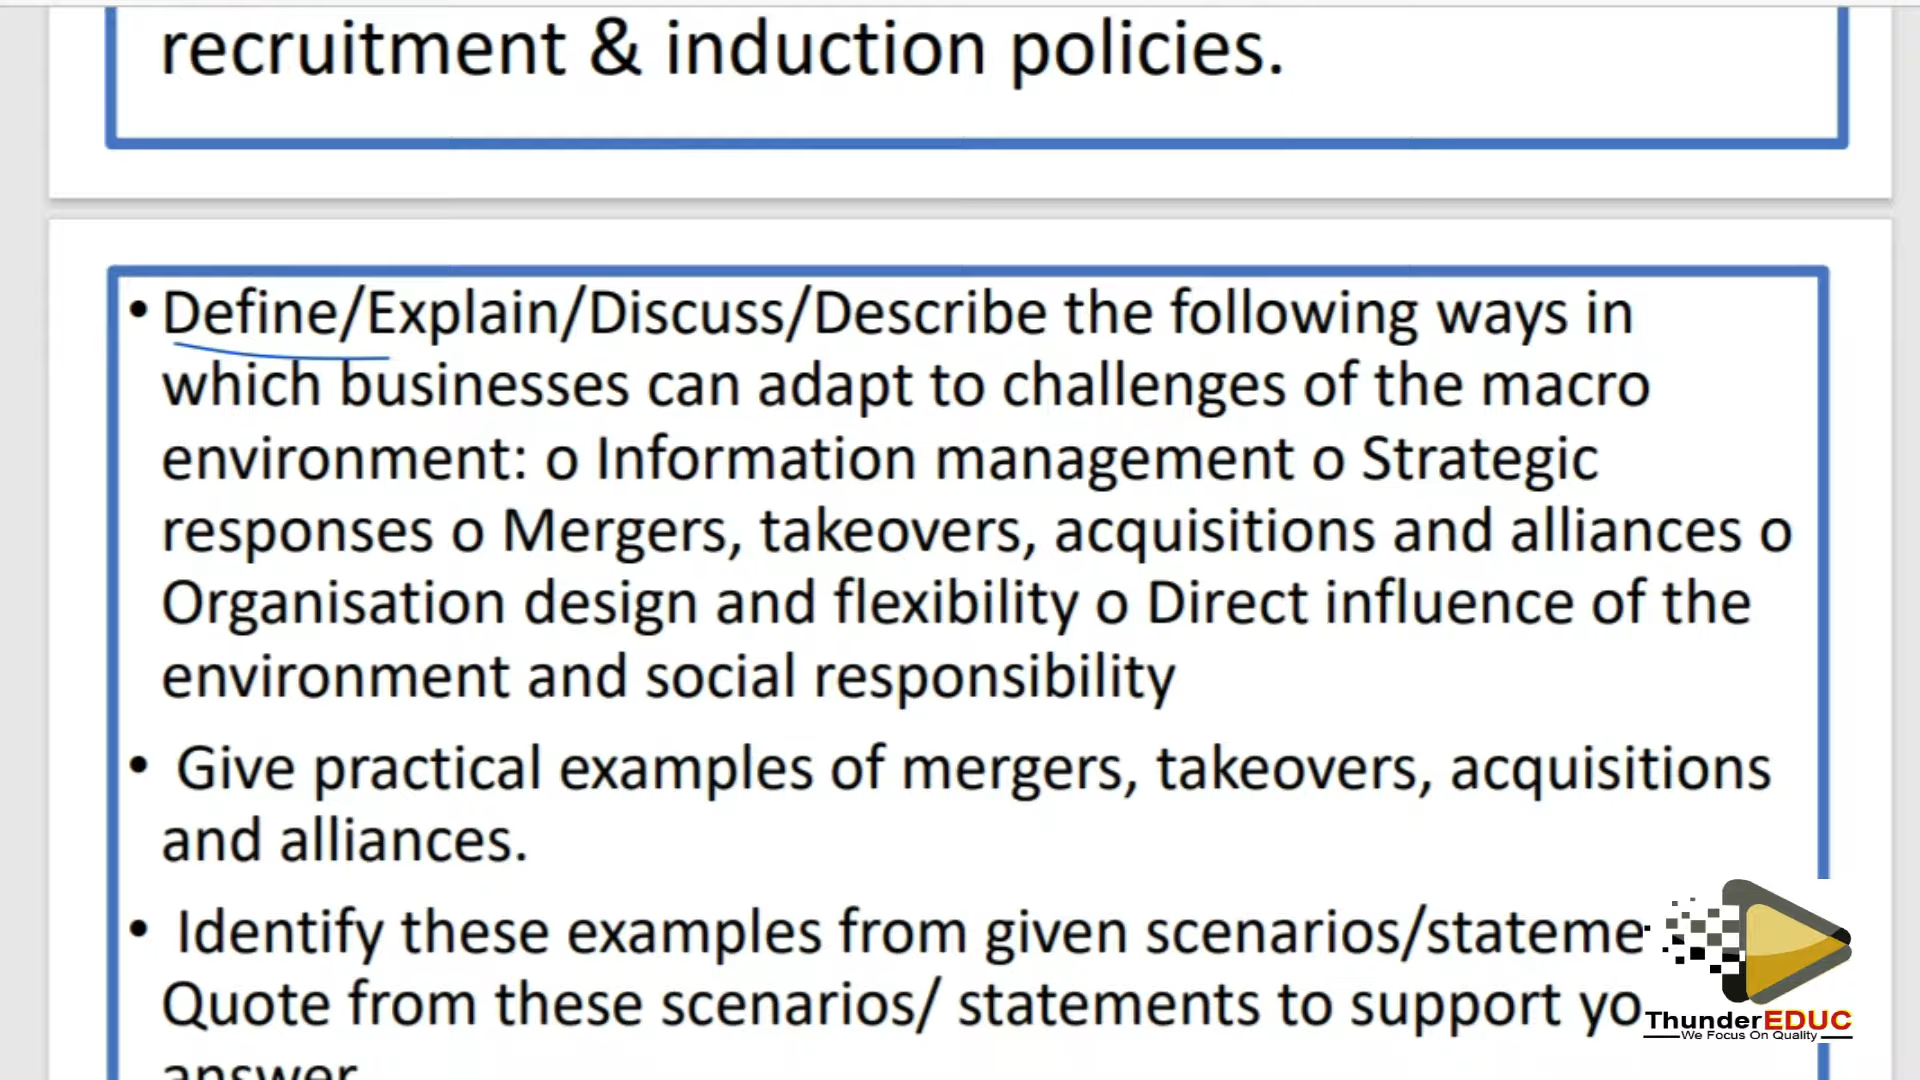 recruitment & induction policies.
• Define/Explain/Discuss/Describe the following ways in
which businesses can adapt to challenges of the macro
environment: o Information management o Strategic
responses o Mergers, takeovers, acquisitions and alliances o
Organisation design and flexibility o Direct influence of the
environment and social responsibility
• Give practical examples of mergers, takeovers, acquisitions
and alliances.
• Identify these examples from given scenarios/stateme
Quote from these scenarios/ statements to support yo
answer
ThunderEDUC
We Focus On Quality